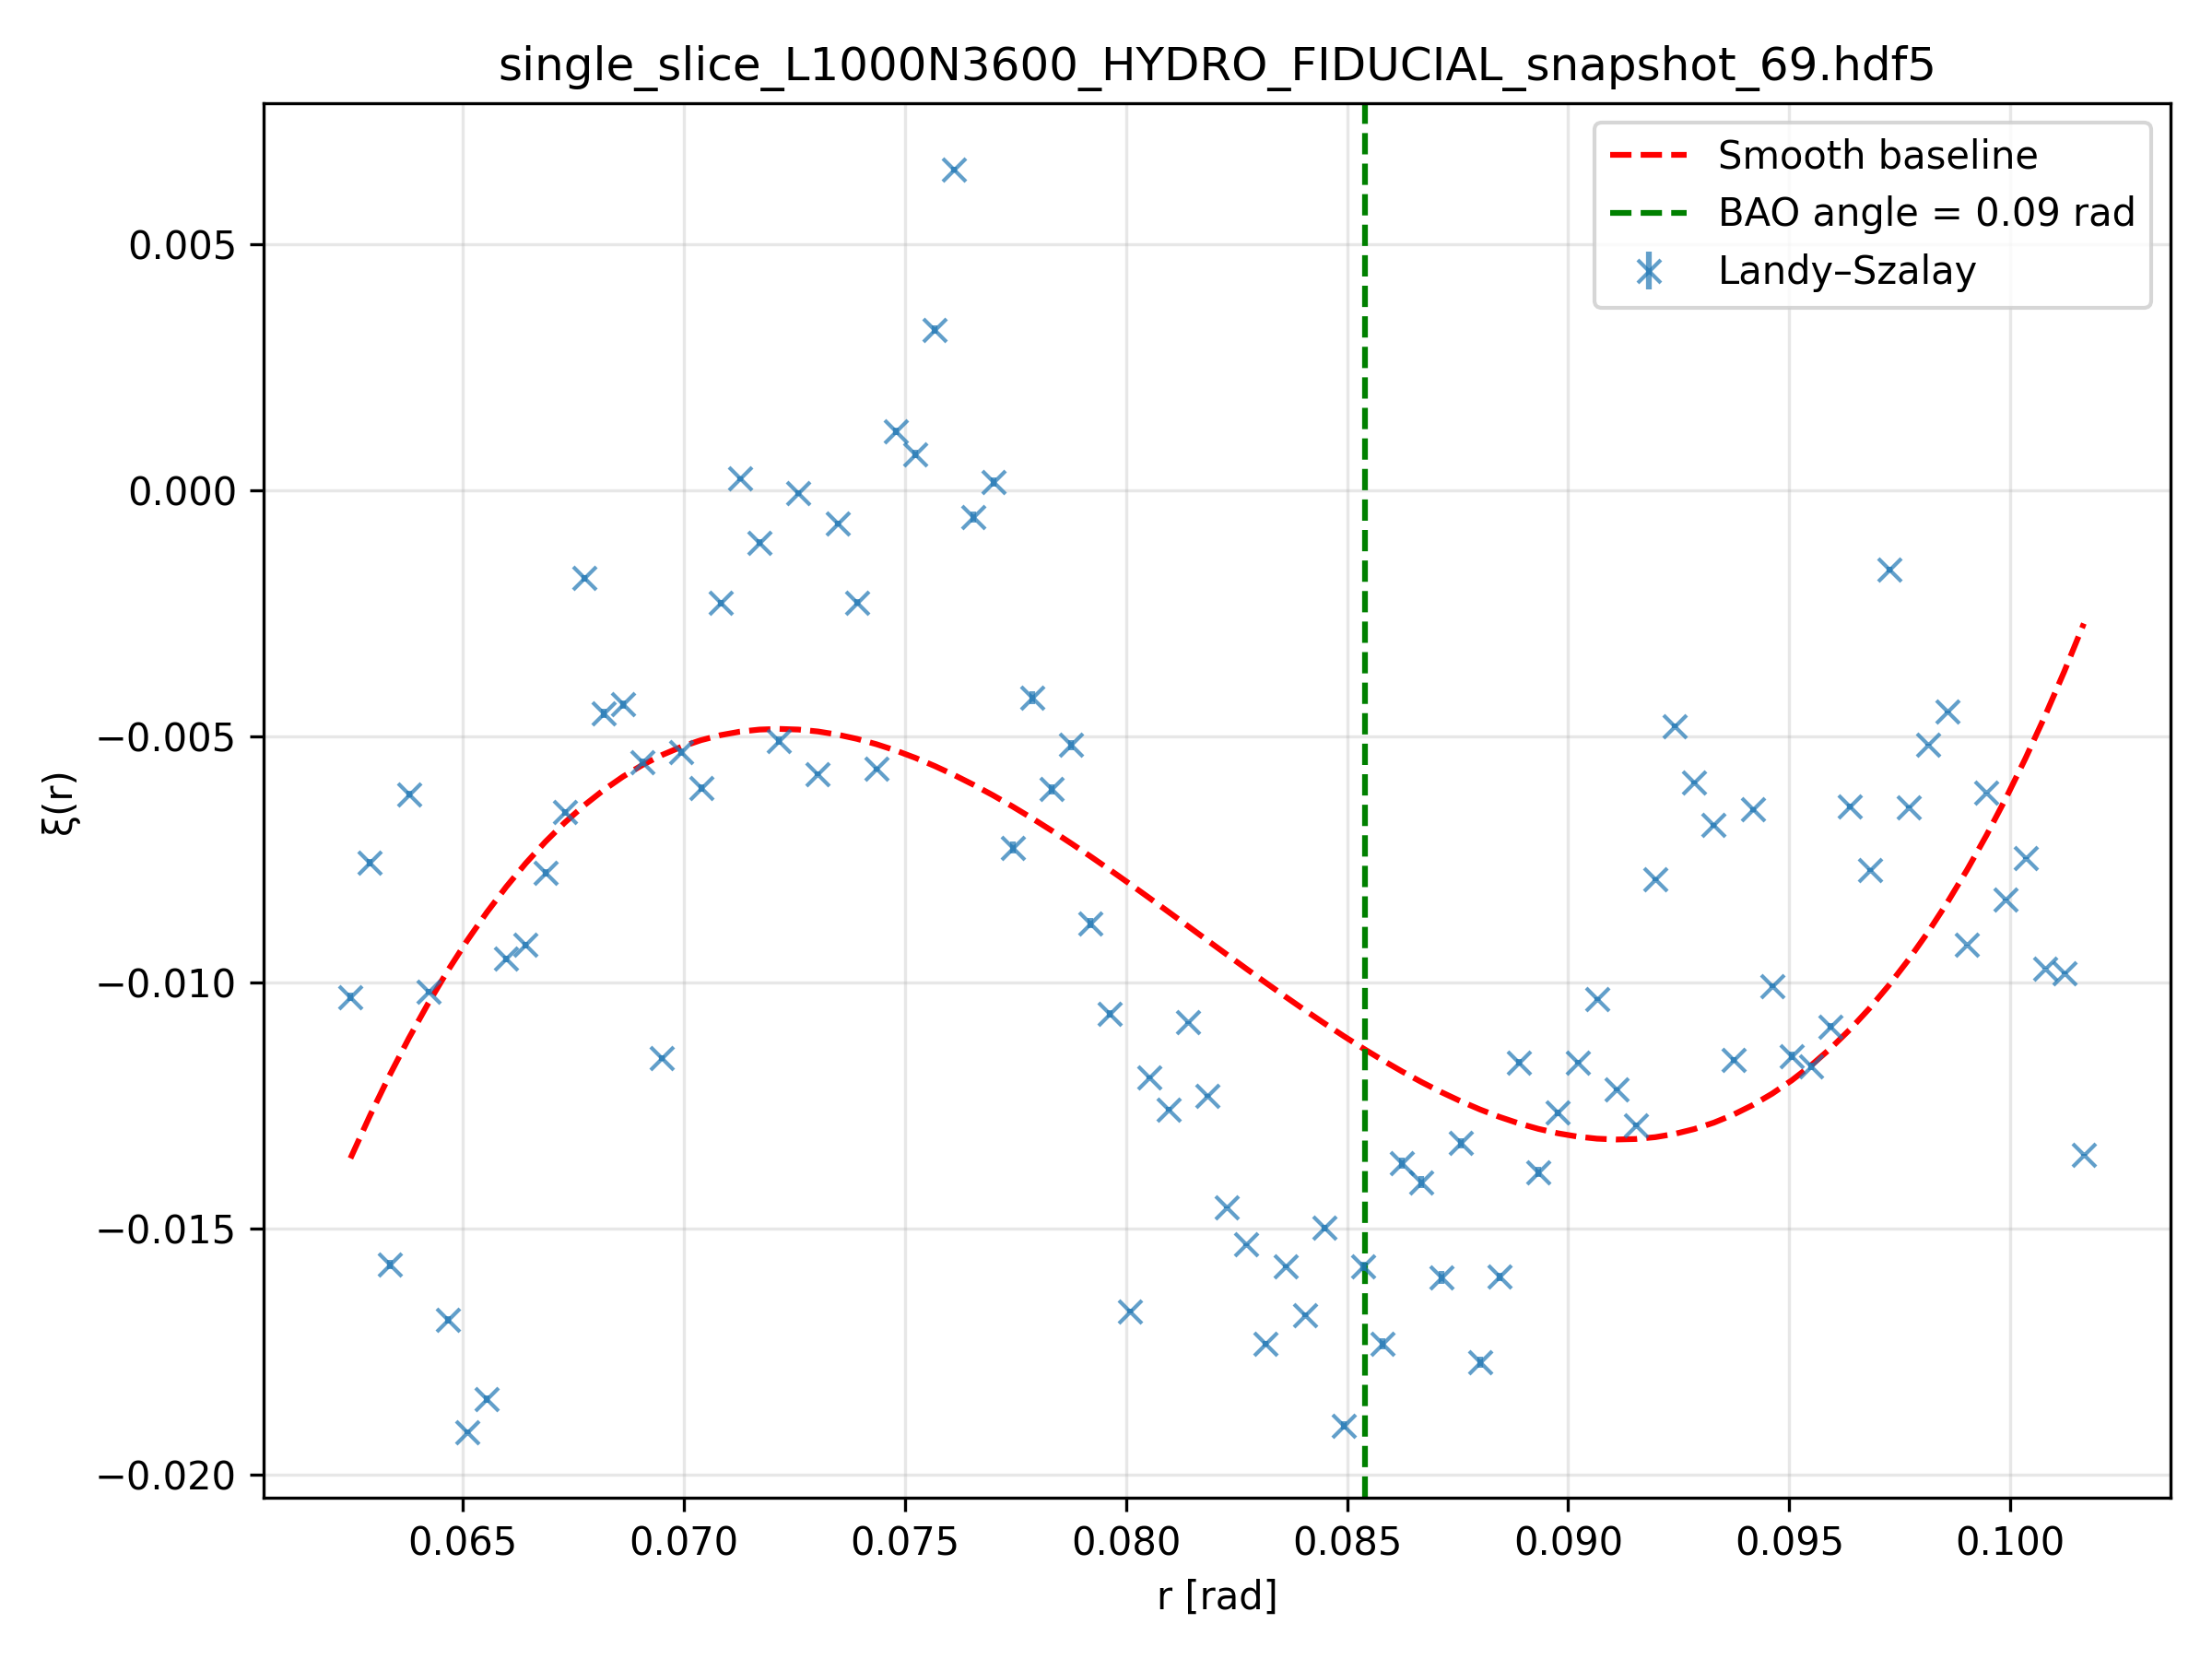 single_slice_L1000N3600_HYDRO_FIDUCIAL_snapshot_69.hdf5
Smooth baseline
BAO angle = 0.09 rad
Landy–Szalay
ξ(r)
0.005
0.000
−0.005
−0.010
−0.015
−0.020
0.065 0.070 0.075 0.080 0.085 0.090 0.095 0.100
r [rad]